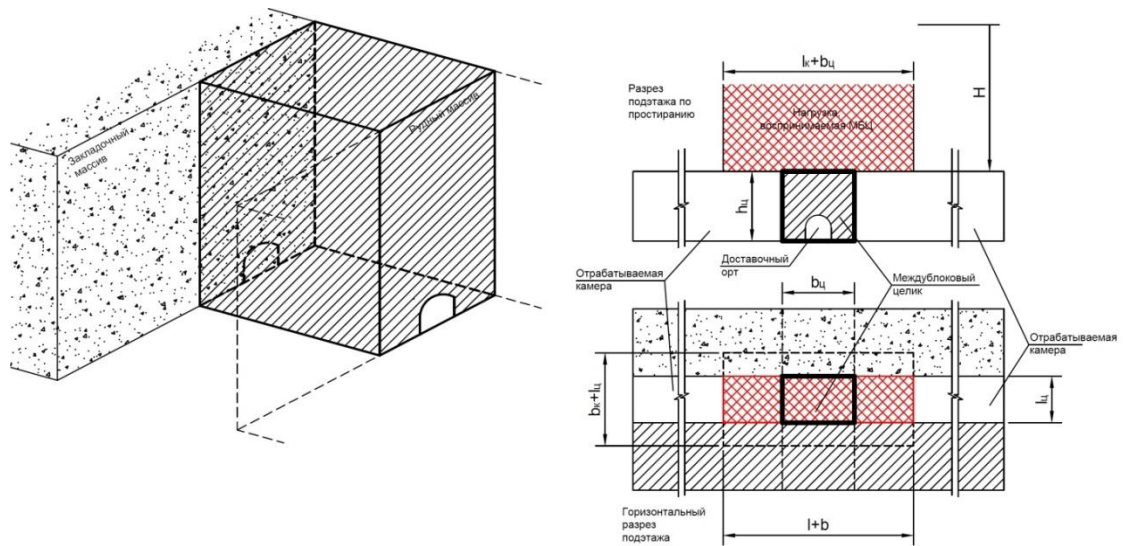 Закладочный
массив
Рудный массив
Разрез
подэтажа по
простиранию
lк+bц
H
Нагрузка,
воспринимаемая МБЦ
hц
Доставочный
орт
Отрабатываемая
камера
bц
Междублоковый
целик
Отрабатываемая
камера
bк+lц
lц
Горизонтальный
разрез
подэтажа
l+b